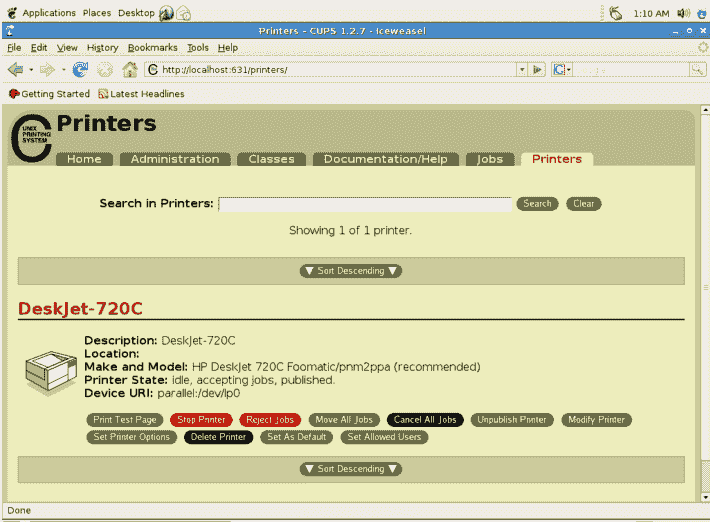 Applications Places Desktop 1:10 AM
Printers - CUPS 1.2.7 - Iceweasel
File Edit View History Bookmarks Tools Help
http://localhost:631/printers/
Getting Started Latest Headlines
UNIX PRINTING SYSTEM
Printers
Home Administration Classes Documentation/Help Jobs Printers
Search in Printers: Search Clear
Showing 1 of 1 printer.
▼ Sort Descending ▼
DeskJet-720C
Description: DeskJet-720C
Location:
Make and Model: HP DeskJet 720C Foomatic/pnm2ppa (recommended)
Printer State: idle, accepting jobs, published.
Device URI: parallel:/dev/lp0
Print Test Page Stop Printer Reject Jobs Move All Jobs Cancel All Jobs Unpublish Printer Modify Printer
Set Printer Options Delete Printer Set As Default Set Allowed Users
▼ Sort Descending ▼
Done